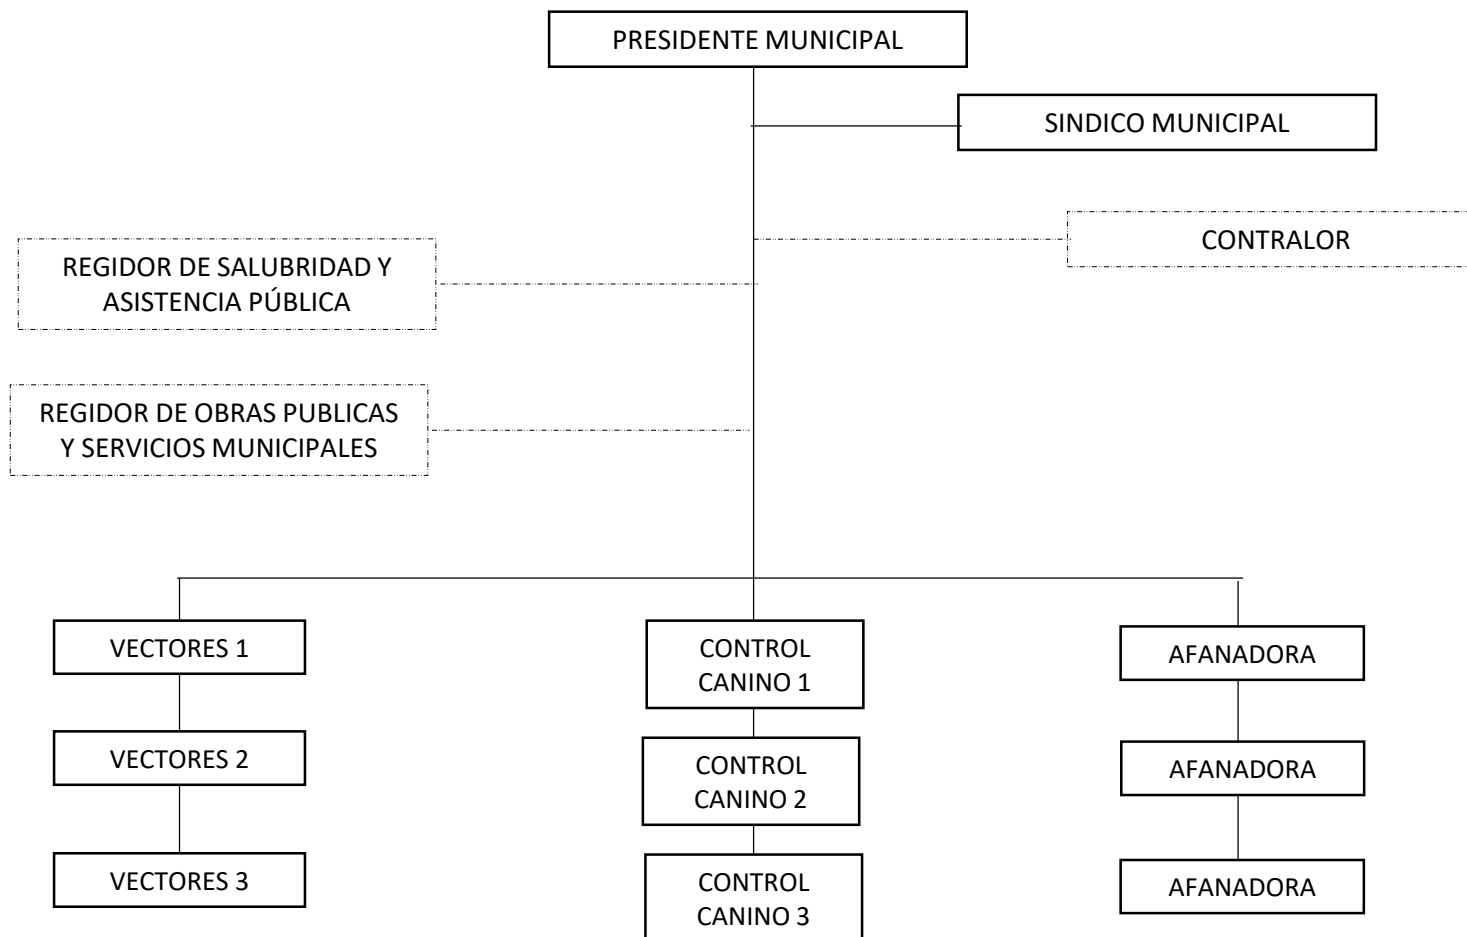 PRESIDENTE MUNICIPAL
SINDICO MUNICIPAL
CONTRALOR
REGIDOR DE SALUBRIDAD Y
ASISTENCIA PÚBLICA
REGIDOR DE OBRAS PUBLICAS
Y SERVICIOS MUNICIPALES
VECTORES 1
CONTROL
CANINO 1
AFANADORA
VECTORES 2
CONTROL
CANINO 2
AFANADORA
VECTORES 3
CONTROL
CANINO 3
AFANADORA